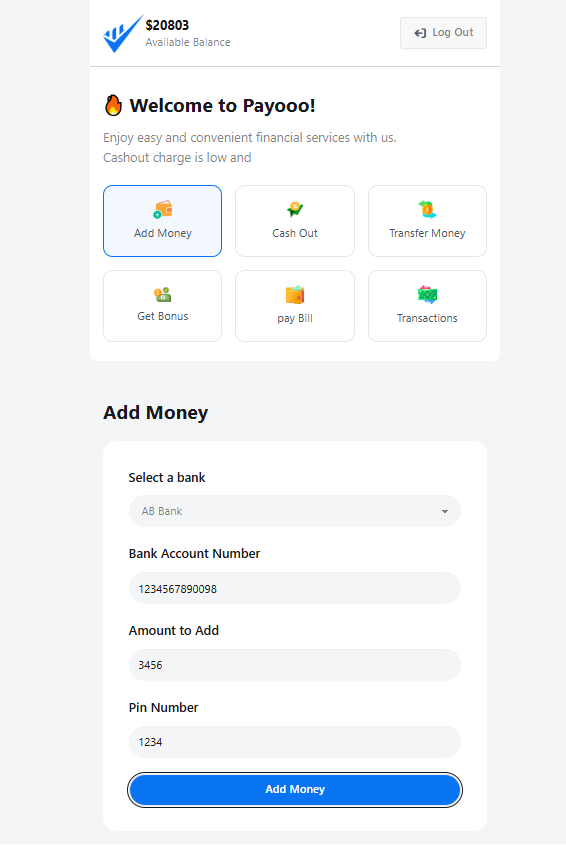 $20803
Available Balance
Log Out
Welcome to Payooo!
Enjoy easy and convenient financial services with us.
Cashout charge is low and
Add Money
Cash Out
Transfer Money
Get Bonus
pay Bill
Transactions
Add Money
Select a bank
AB Bank
Bank Account Number
1234567890098
Amount to Add
3456
Pin Number
1234
Add Money